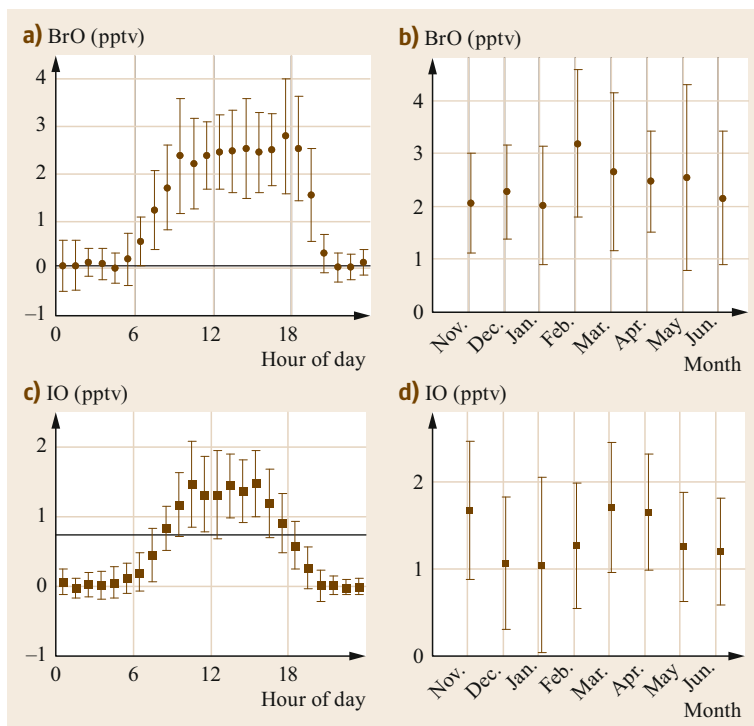 a) BrO (pptv)
4
3
2
1
0
−1
0 6 12 18
Hour of day
b) BrO (pptv)
4
3
2
1
0
Nov. Dec. Jan. Feb. Mar. Apr. May Jun.
Month
c) IO (pptv)
2
1
0
−1
0 6 12 18
Hour of day
d) IO (pptv)
2
1
0
Nov. Dec. Jan. Feb. Mar. Apr. May Jun.
Month